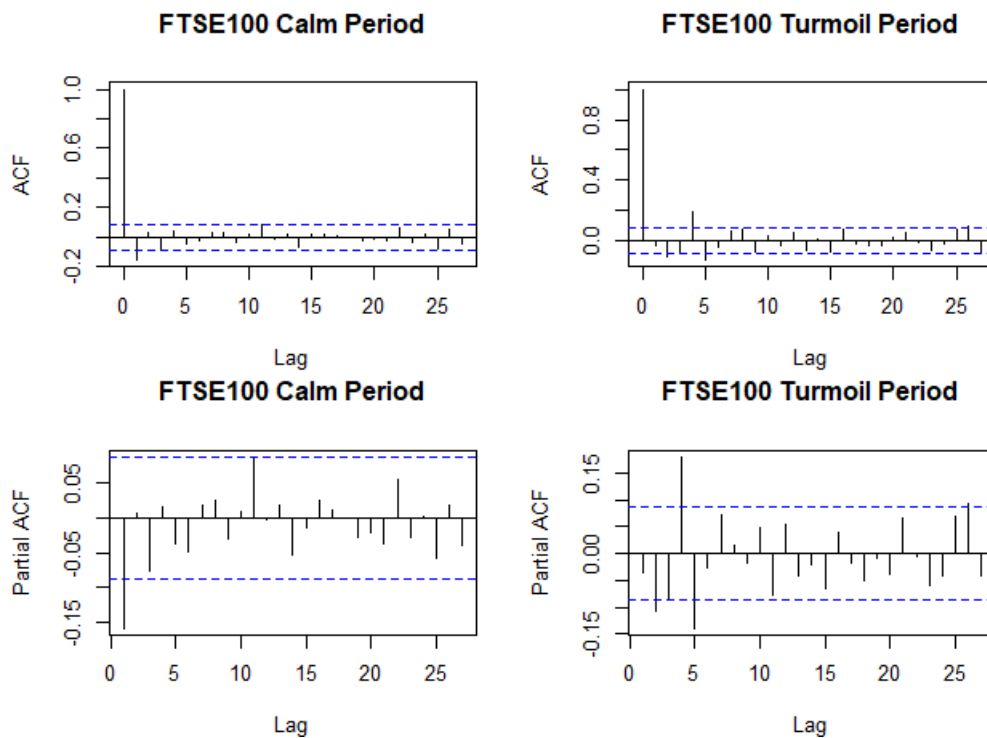 FTSE100 Calm Period
ACF
1.0
0.6
0.2
-0.2
0 5 10 15 20 25
Lag
FTSE100 Turmoil Period
ACF
0.8
0.4
0.0
0 5 10 15 20 25
Lag
FTSE100 Calm Period
Partial ACF
0.05
-0.05
-0.15
0 5 10 15 20 25
Lag
FTSE100 Turmoil Period
Partial ACF
0.15
0.00
-0.15
0 5 10 15 20 25
Lag